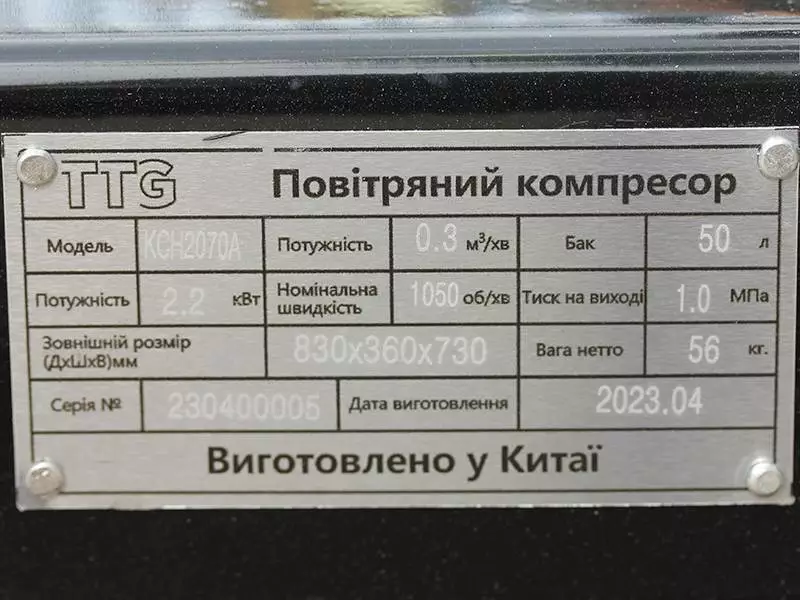 TTG Повітряний компресор
Модель KCH2070A Потужність 0.3 м³/хв Бак 50 л
Потужність 2.2 кВт Номінальна швидкість 1050 об/хв Тиск на виході 1.0 МПа
Зовнішній розмір (ДхШхВ)мм 830x360x730 Вага нетто 56 кг.
Серія № 230400005 Дата виготовлення 2023.04
Виготовлено у Китаї